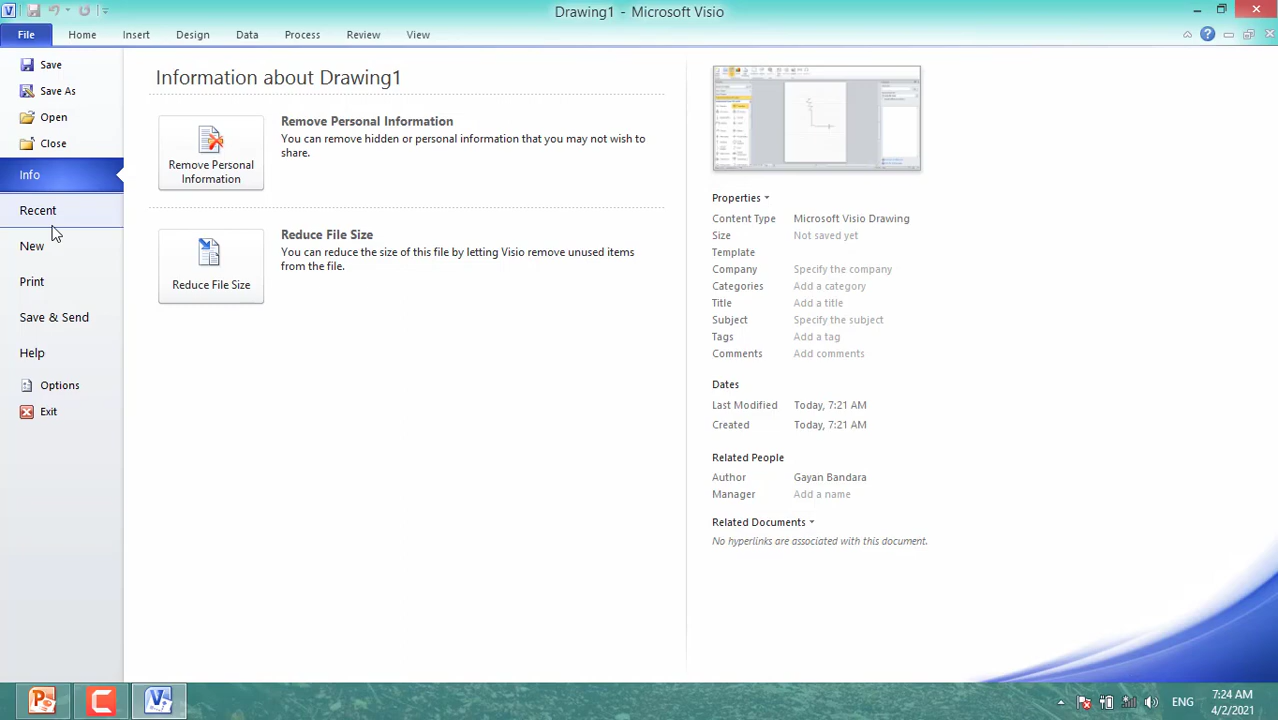 Drawing1 - Microsoft Visio
File Home Insert Design Data Process Review View
Save
Save As
Open
Close
Info
Recent
New
Print
Save & Send
Help
Options
Exit
Information about Drawing1
Remove Personal Information
Remove Personal Information
You can remove hidden or personal information that you may not wish to
share.
Reduce File Size
Reduce File Size
You can reduce the size of this file by letting Visio remove unused items
from the file.
Properties
Content Type Microsoft Visio Drawing
Size Not saved yet
Template
Company Specify the company
Categories Add a category
Title Add a title
Subject Specify the subject
Tags Add a tag
Comments Add comments
Dates
Last Modified Today, 7:21 AM
Created Today, 7:21 AM
Related People
Author Gayan Bandara
Manager Add a name
Related Documents
No hyperlinks are associated with this document.
ENG
7:24 AM
4/2/2021